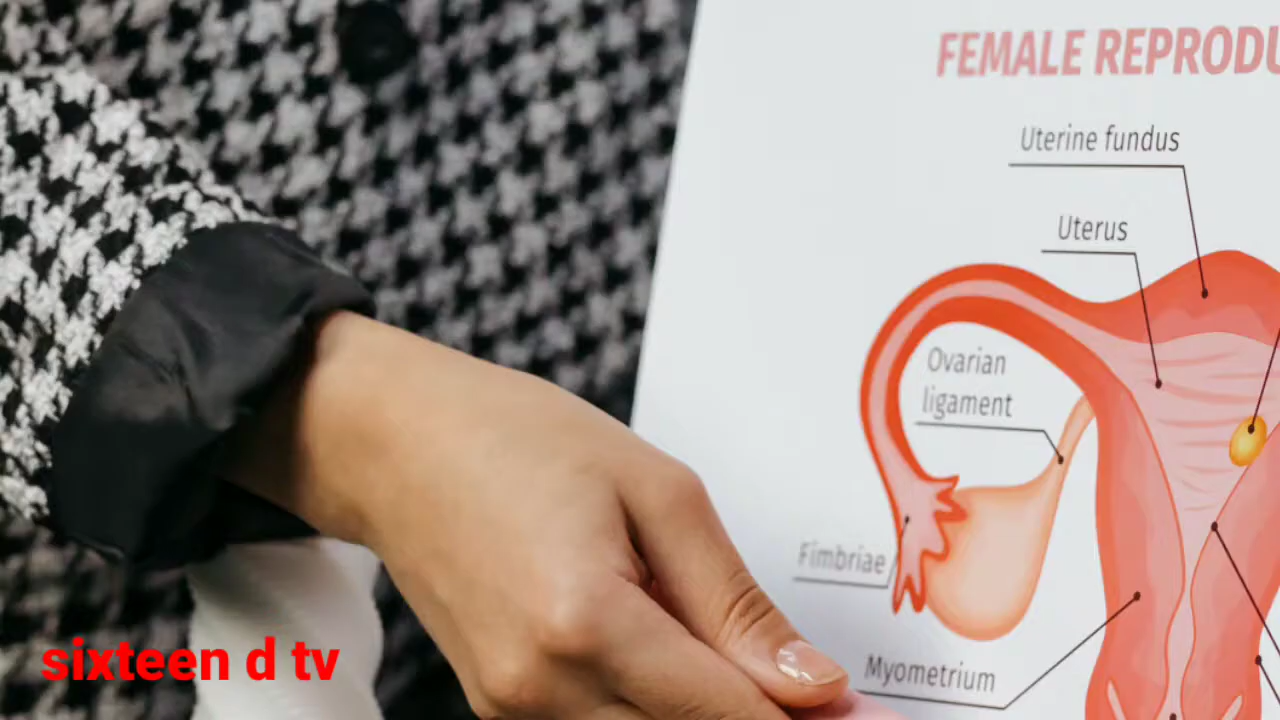 FEMALE REPRODU
Uterine fundus
Uterus
Ovarian
ligament
Fimbriae
Myometrium
sixteen d tv